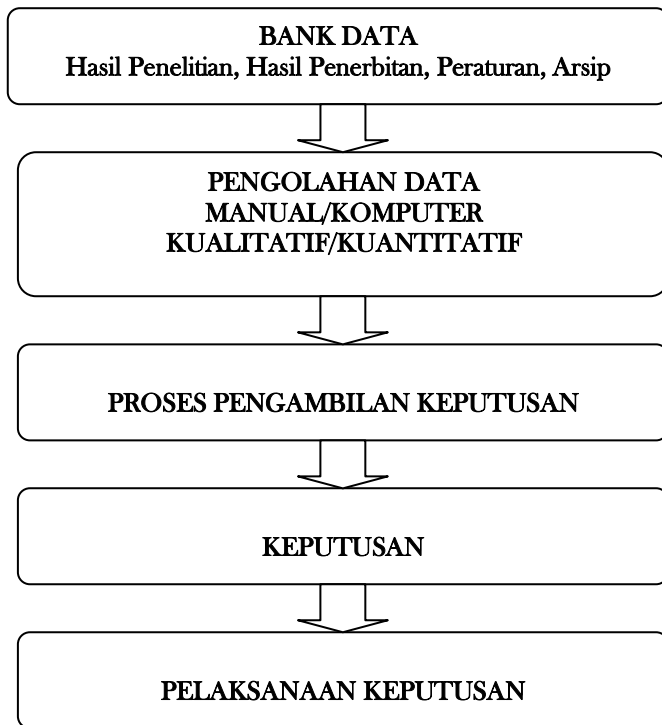 BANK DATA
Hasil Penelitian, Hasil Penerbitan, Peraturan, Arsip
PENGOLAHAN DATA
MANUAL/KOMPUTER
KUALITATIF/KUANTITATIF
PROSES PENGAMBILAN KEPUTUSAN
KEPUTUSAN
PELAKSANAAN KEPUTUSAN